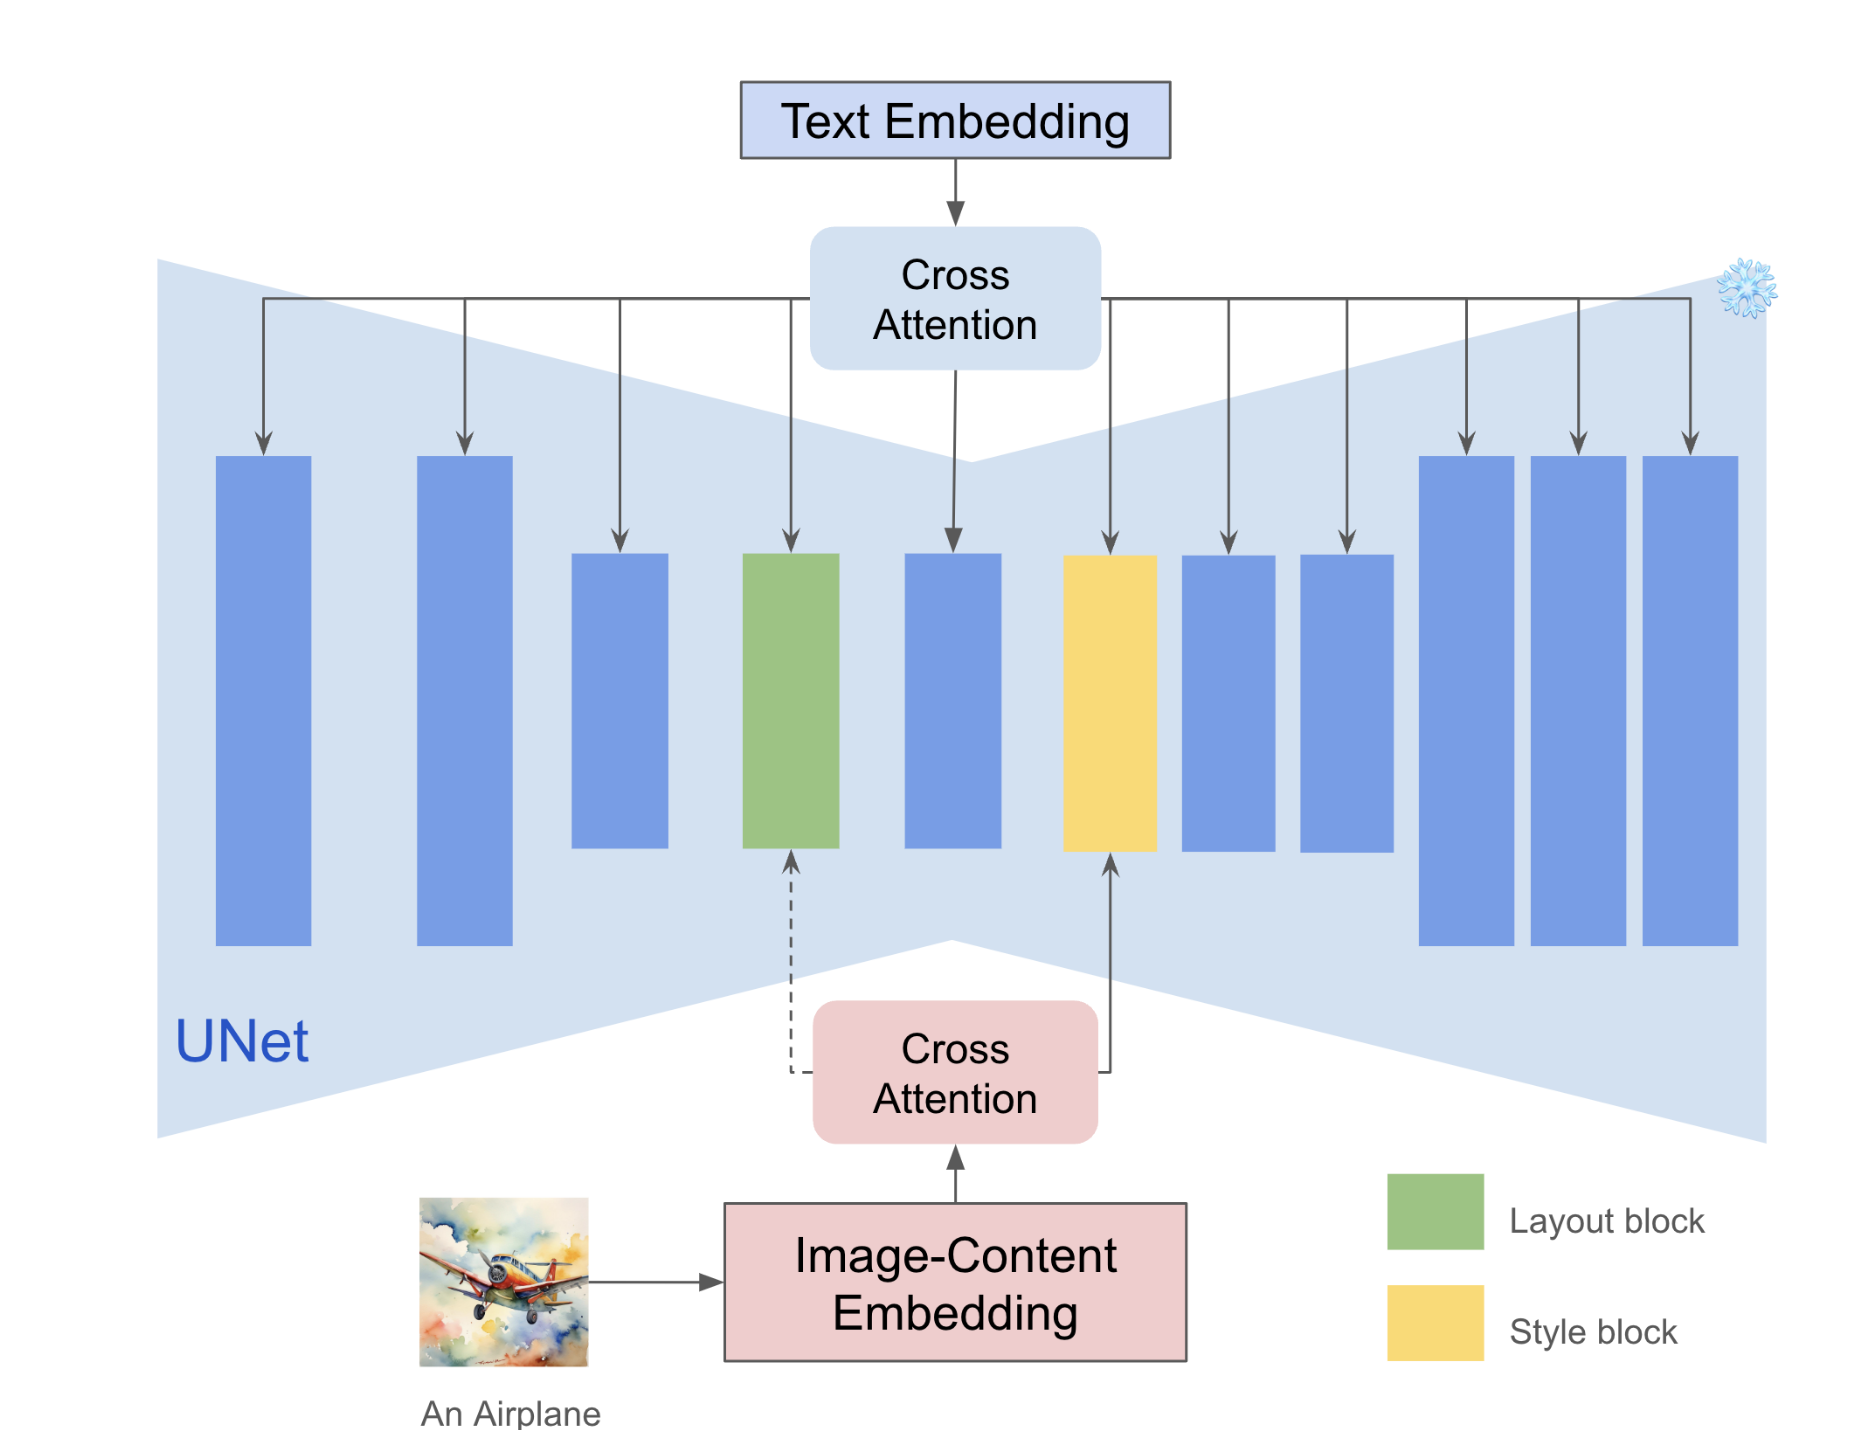 Text Embedding
Cross
Attention
UNet
Cross
Attention
Image-Content
Embedding
An Airplane
Layout block
Style block